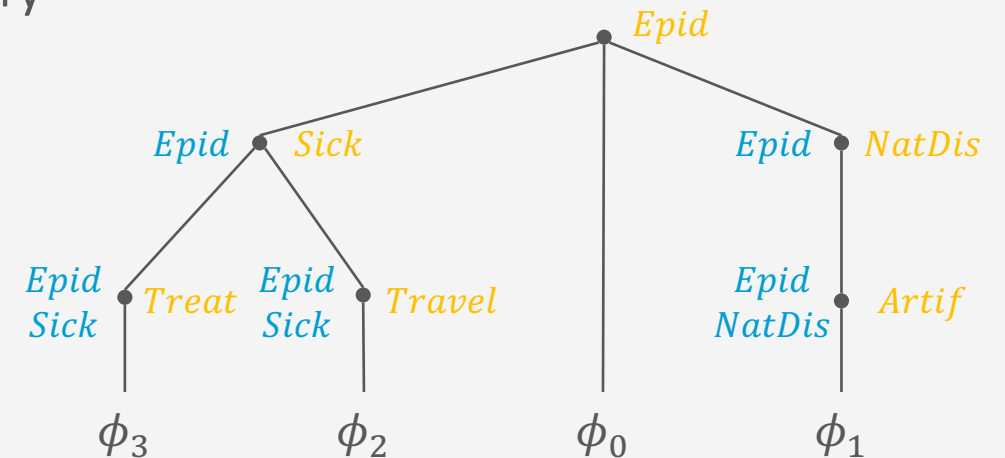 Epid
Epid Sick
Epid NatDis
Epid
Sick
Treat
Epid
Sick
Travel
Epid
NatDis
Artif
ϕ3 ϕ2 ϕ0 ϕ1